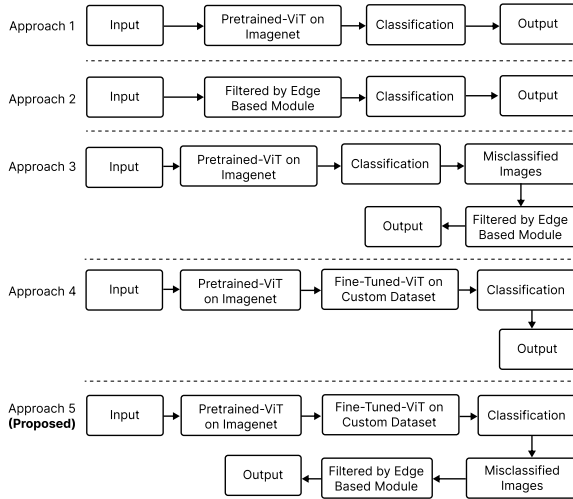 Approach 1
Input
Pretrained-ViT on
Imagenet
Classification
Output
Approach 2
Input
Filtered by Edge
Based Module
Classification
Output
Approach 3
Input
Pretrained-ViT on
Imagenet
Classification
Misclassified
Images
Output
Filtered by Edge
Based Module
Approach 4
Input
Pretrained-ViT
on Imagenet
Fine-Tuned-ViT on
Custom Dataset
Classification
Output
Approach 5
(Proposed)
Input
Pretrained-ViT
on Imagenet
Fine-Tuned-ViT on
Custom Dataset
Classification
Output
Filtered by Edge
Based Module
Misclassified
Images